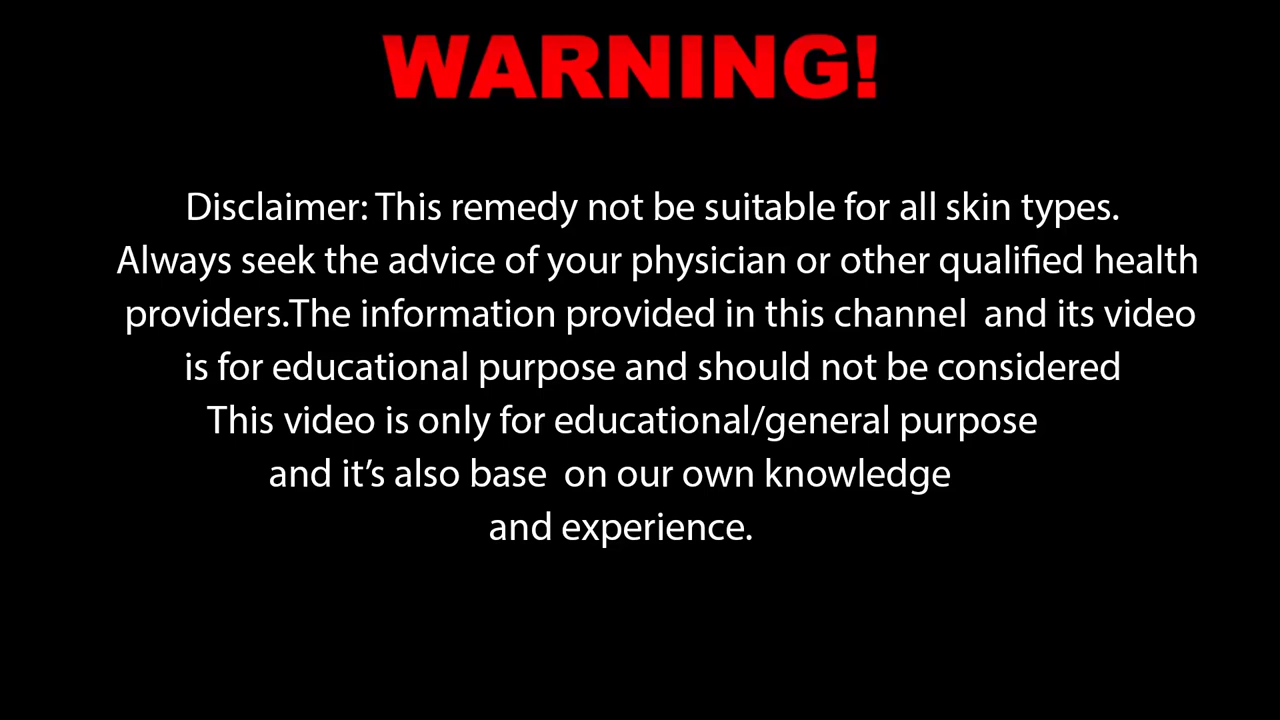 WARNING!
Disclaimer: This remedy not be suitable for all skin types.
Always seek the advice of your physician or other qualified health
providers.The information provided in this channel  and its video
is for educational purpose and should not be considered
This video is only for educational/general purpose
and it’s also base  on our own knowledge
and experience.